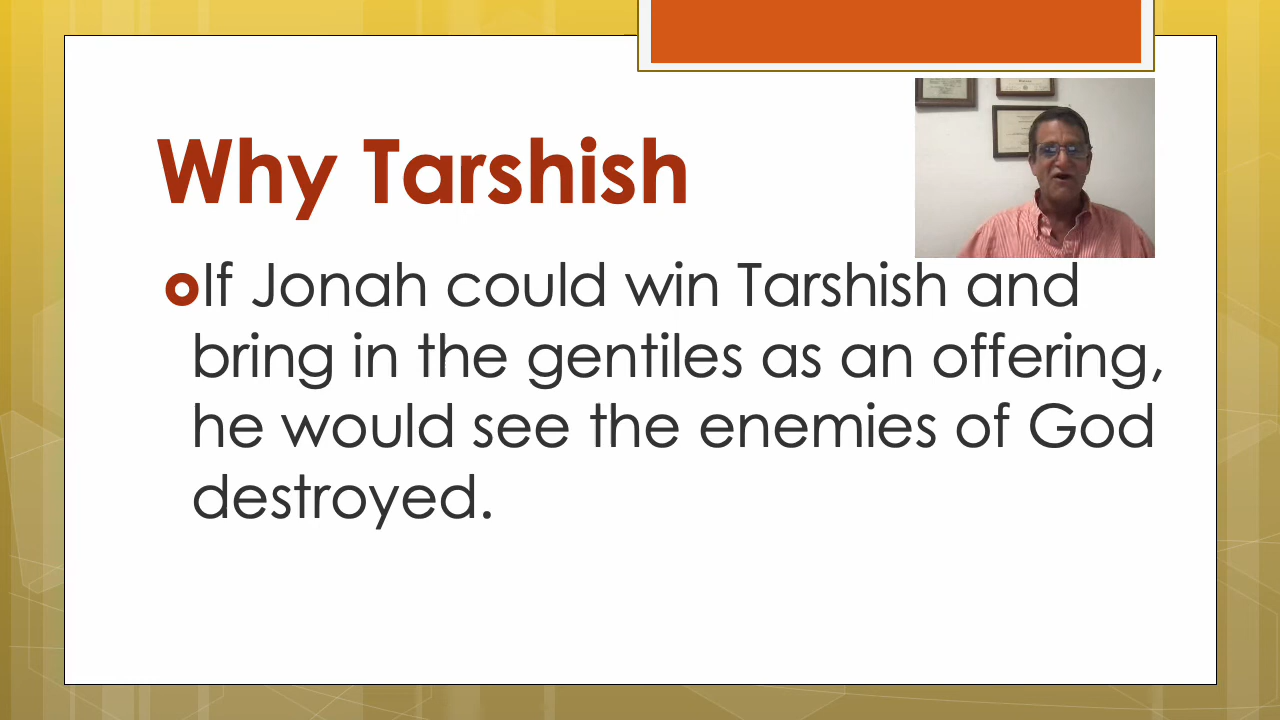 Why Tarshish
If Jonah could win Tarshish and
bring in the gentiles as an offering,
he would see the enemies of God
destroyed.